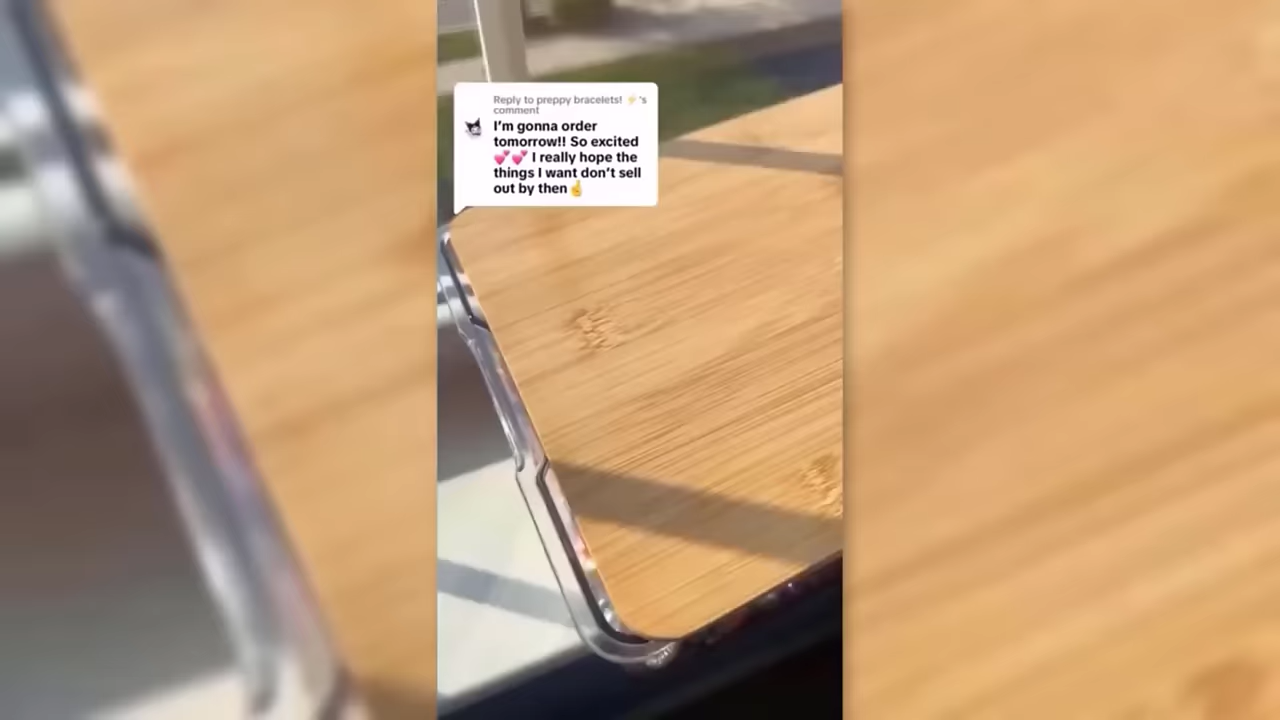 Reply to preppy bracelets! ⚡'s
comment
I'm gonna order
tomorrow!! So excited
💕💕 I really hope the
things I want don't sell
out by then🤞